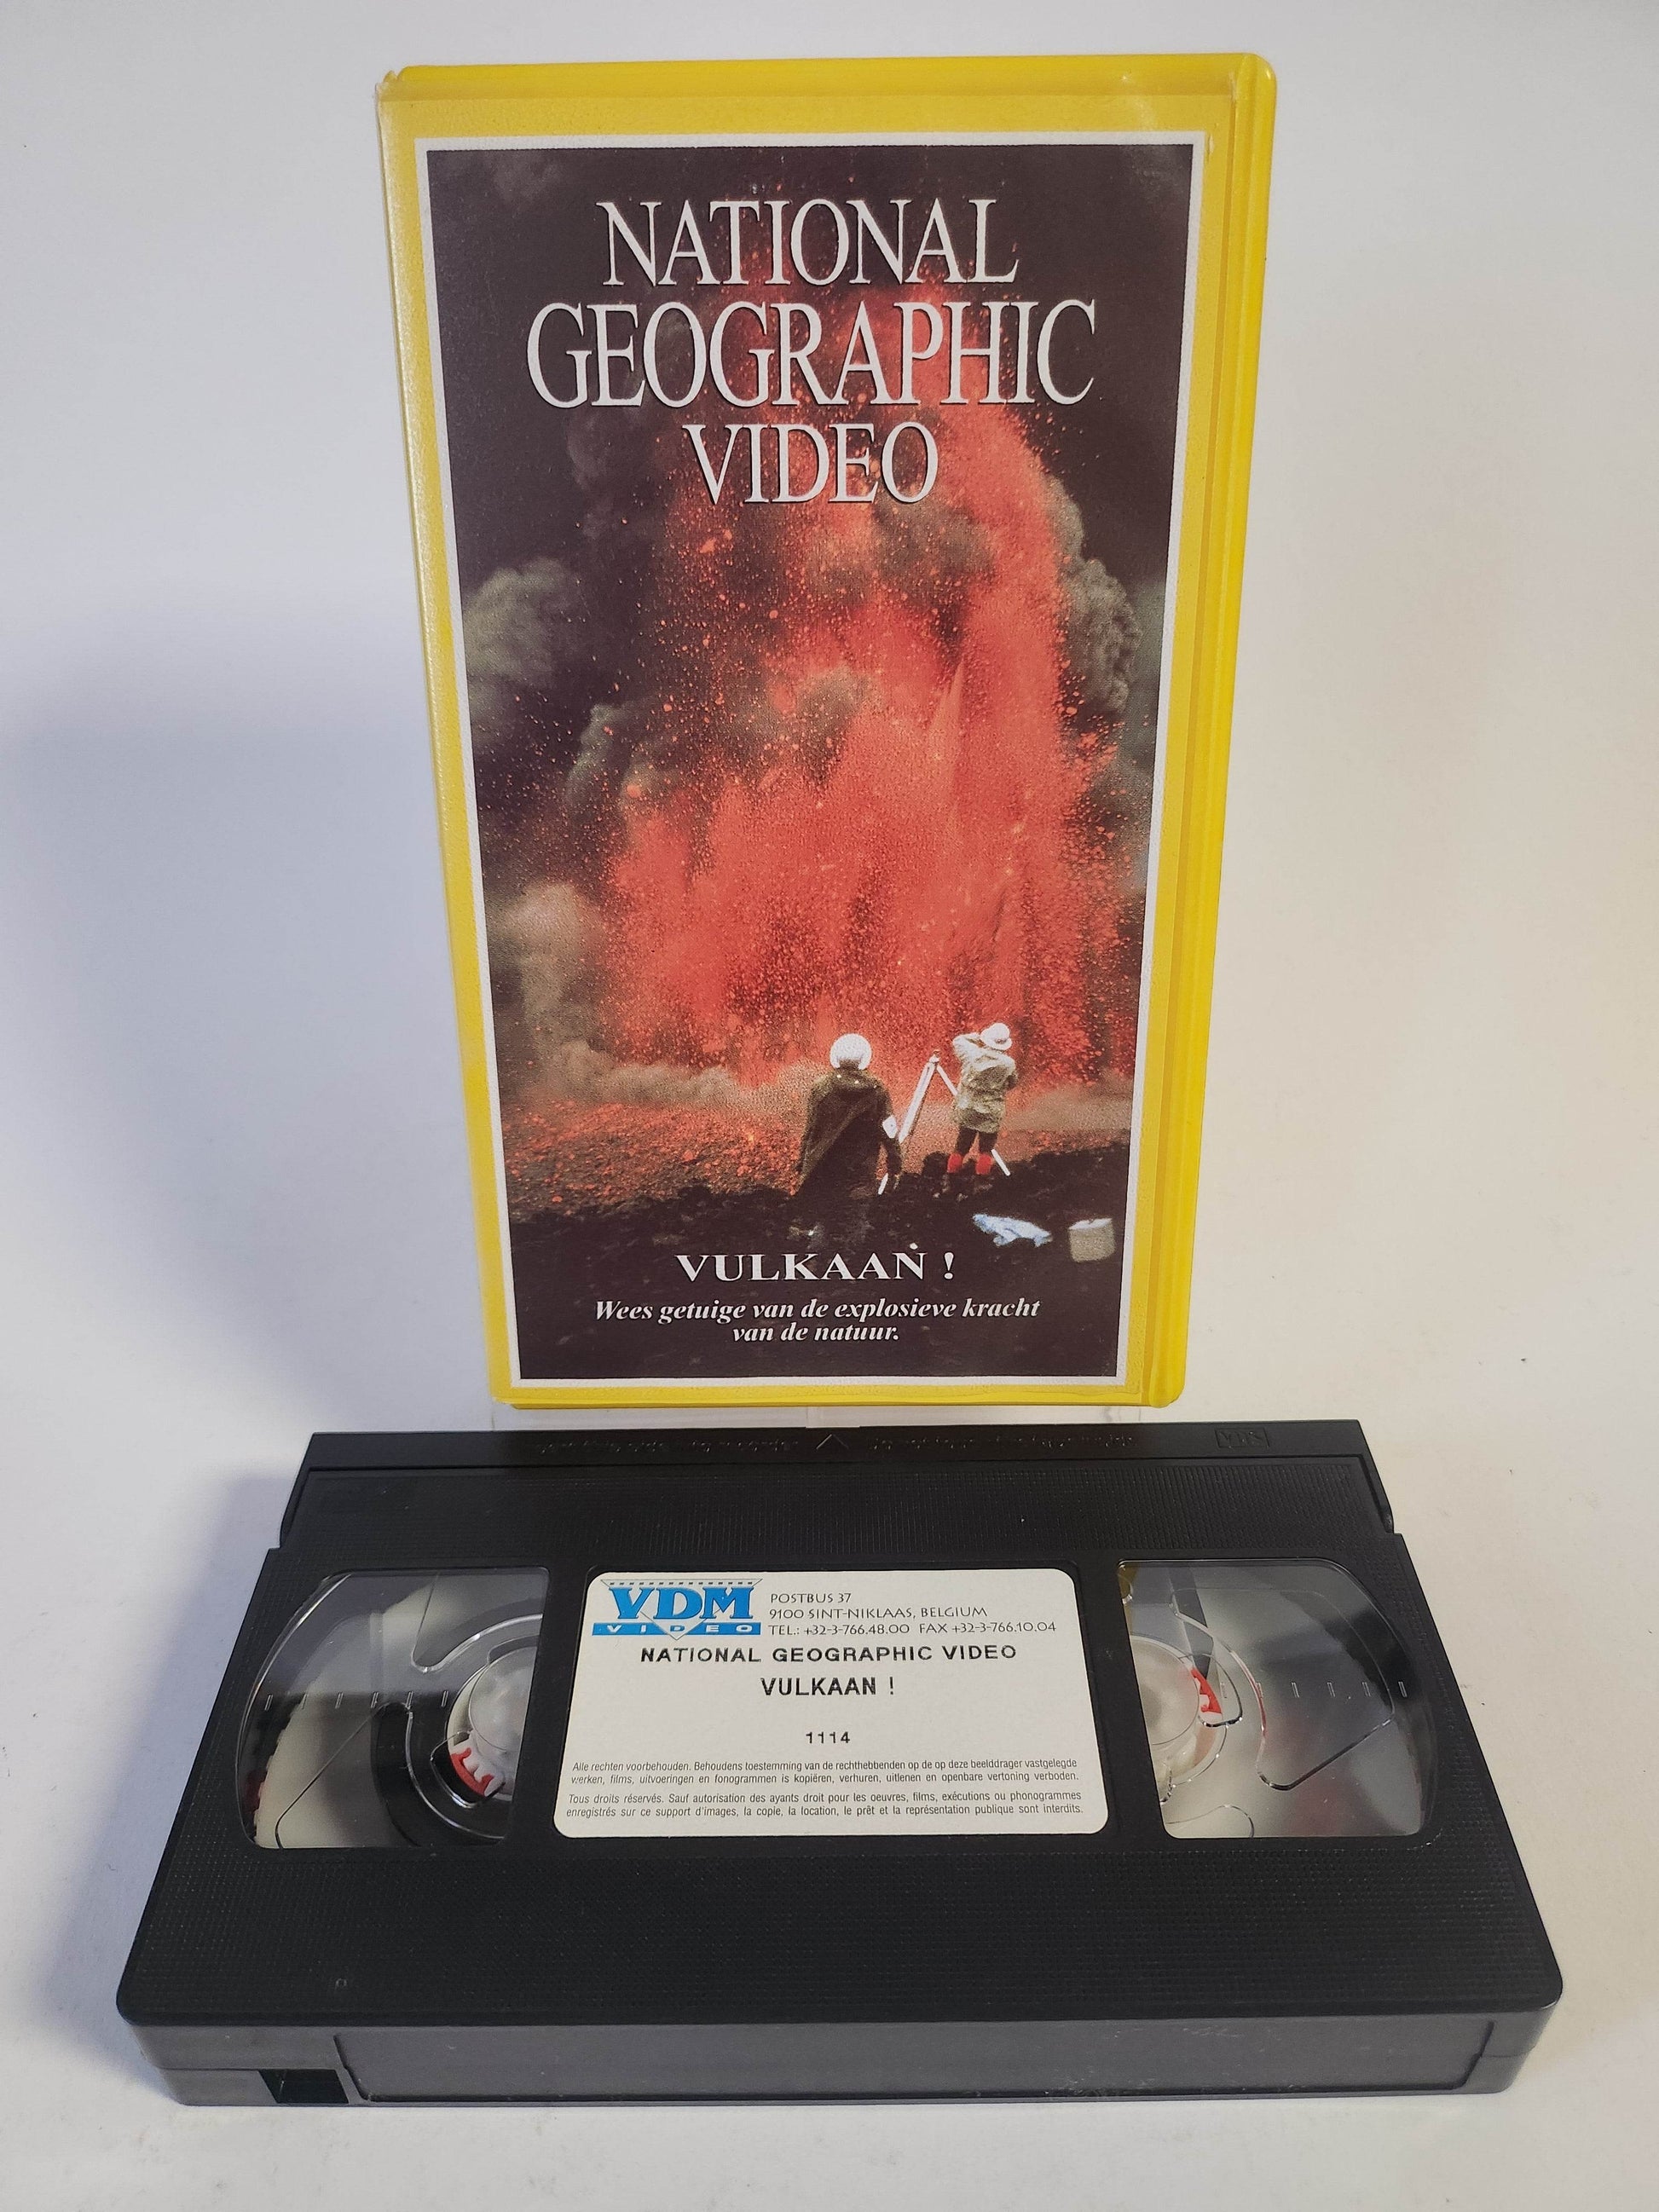 NATIONAL
GEOGRAPHIC
VIDEO
VULKAAN !
Wees getuige van de explosieve kracht
van de natuur.
VHS
VDM
VIDEO
POSTBUS 37
9100 SINT-NIKLAAS, BELGIUM
TEL.: +32-3-766.48.00 FAX +32-3-766.10.04
NATIONAL GEOGRAPHIC VIDEO
VULKAAN !
1114
Alle rechten voorbehouden. Behoudens toestemming van de rechthebbenden op de op deze beelddrager vastgelegde
werken, films, uitvoeringen en fonogrammen is kopiëren, verhuren, uitlenen en openbare vertoning verboden.
Tous droits réservés. Sauf autorisation des ayants droit pour les oeuvres, films, exécutions ou phonogrammes
enregistrés sur ce support d'images, la copie, la location, le prêt et la représentation publique sont interdits.